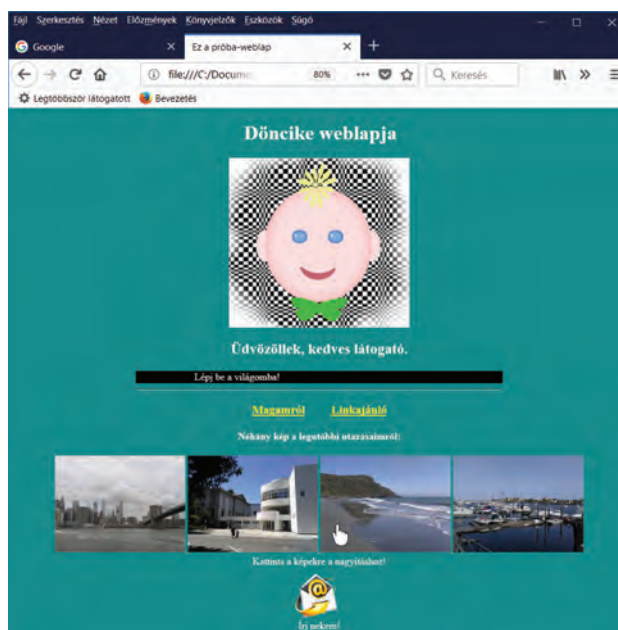 Fájl Szerkesztés Nézet Előzmények Könyvjelzők Eszközök Súgó
Google Ez a próba-weblap
file:///C:/Docume 80% Keresés
Legtöbbször látogatott Bevezetés
Döncike weblapja
Üdvözöllek, kedves látogató.
Lépj be a világomba!
Magamról Linkajánló
Néhány kép a legutóbbi utazásaimról:
Kattints a képekre a nagyításhoz!
Írj nekem!